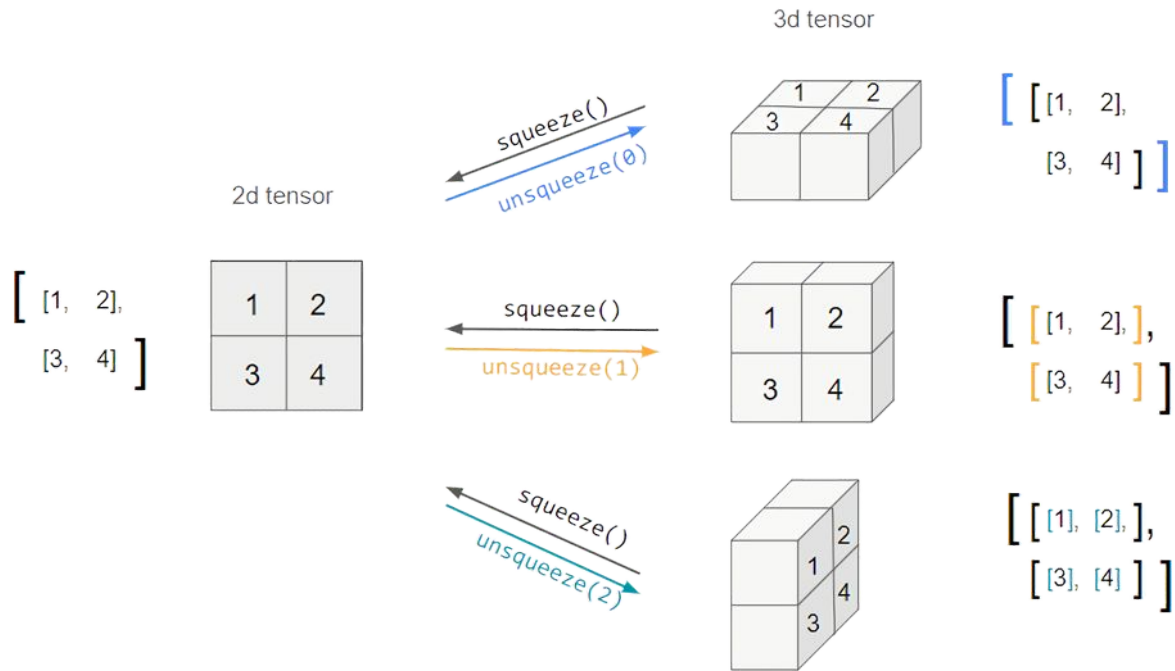 3d tensor
1 2
3 4
squeeze()
unsqueeze(0)
[ [[1, 2],
[3, 4] ] ]
2d tensor
[ [1, 2],
[3, 4] ]
1 2
3 4
squeeze()
unsqueeze(1)
1 2
3 4
[ [[1, 2], ],
[[3, 4] ] ]
squeeze()
unsqueeze(2)
2
1
4
3
[ [[1], [2], ],
[[3], [4] ] ]